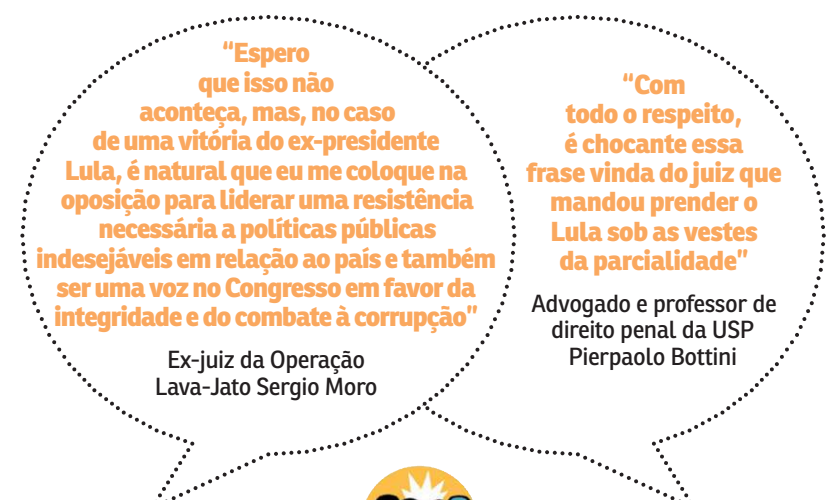 “Espero
que isso não
aconteça, mas, no caso
de uma vitória do ex-presidente
Lula, é natural que eu me coloque na
oposição para liderar uma resistência
necessária a políticas públicas
indesejáveis em relação ao país e também
ser uma voz no Congresso em favor da
integridade e do combate à corrupção”
Ex-juiz da Operação
Lava-Jato Sergio Moro
“Com
todo o respeito,
é chocante essa
frase vinda do juiz que
mandou prender o
Lula sob as vestes
da parcialidade”
Advogado e professor de
direito penal da USP
Pierpaolo Bottini